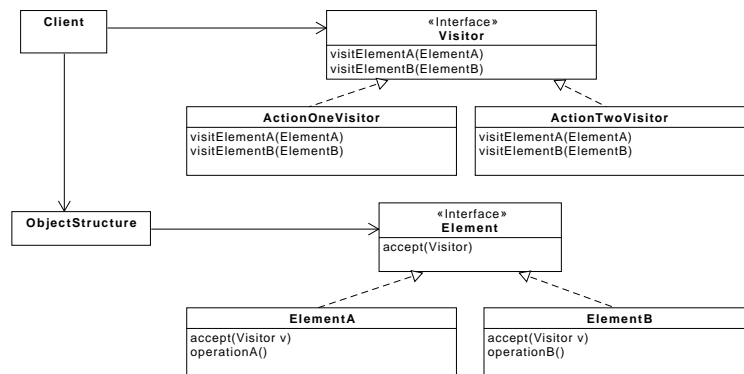 Client
«Interface»
Visitor
visitElementA(ElementA)
visitElementB(ElementB)
ActionOneVisitor
visitElementA(ElementA)
visitElementB(ElementB)
ActionTwoVisitor
visitElementA(ElementA)
visitElementB(ElementB)
ObjectStructure
«Interface»
Element
accept(Visitor)
ElementA
accept(Visitor v)
operationA()
ElementB
accept(Visitor v)
operationB()